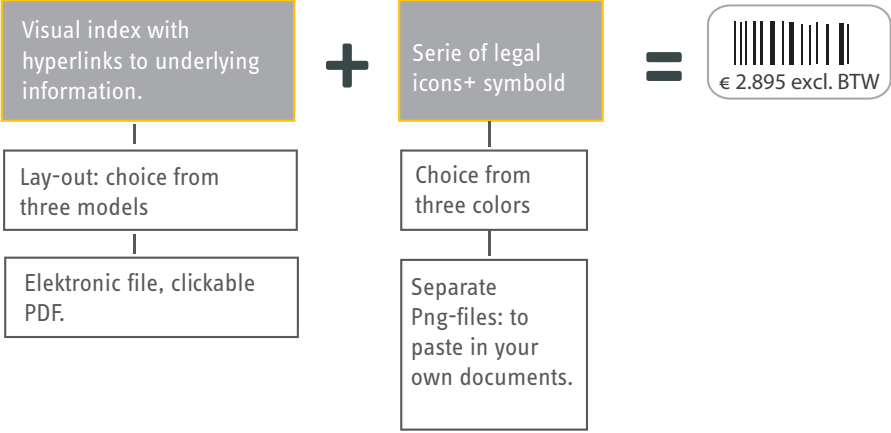 Visual index with
hyperlinks to underlying
information.
+
Serie of legal
icons+ symbold
=
€ 2.895 excl. BTW
Lay-out: choice from
three models
Choice from
three colors
Elektronic file, clickable
PDF.
Separate
Png-files: to
paste in your
own documents.